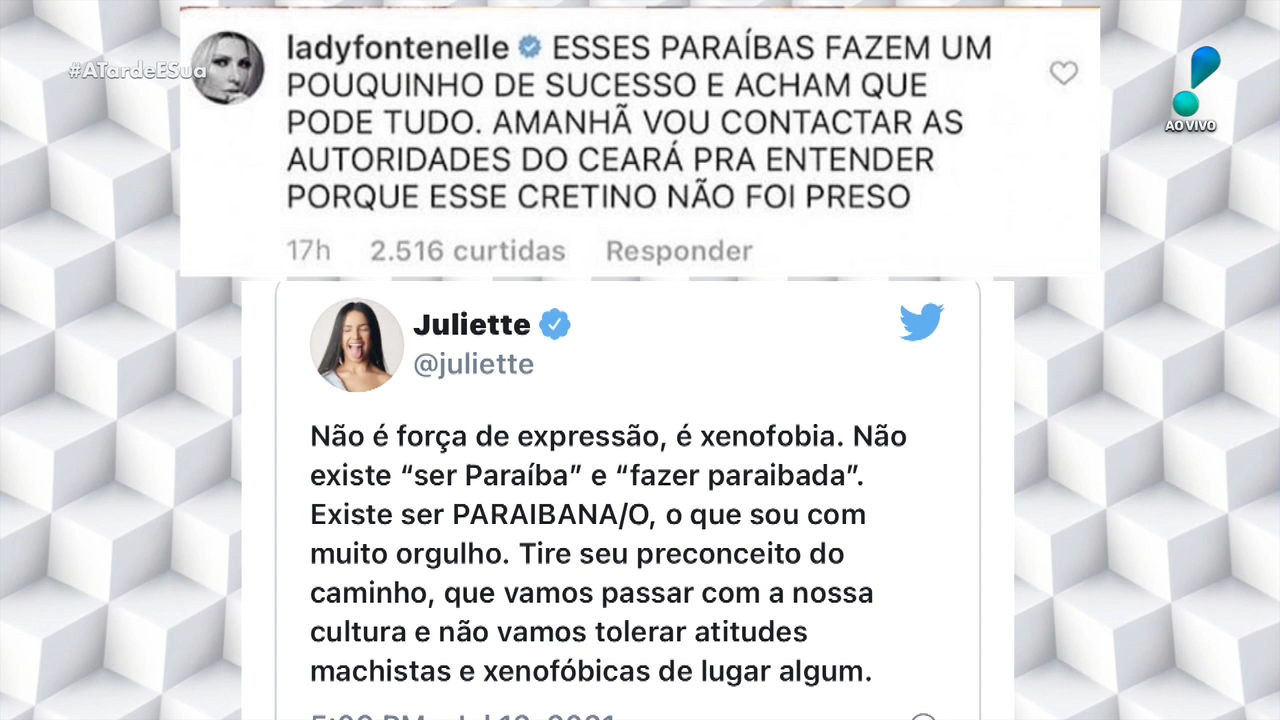 ladyfontenelle ESSES PARAÍBAS FAZEM UM
#ATardeESua
POUQUINHO DE SUCESSO E ACHAM QUE
PODE TUDO. AMANHÃ VOU CONTACTAR AS
AO VIVO
AUTORIDADES DO CEARÁ PRA ENTENDER
PORQUE ESSE CRETINO NÃO FOI PRESO
17h 2.516 curtidas Responder
Juliette
@juliette
Não é força de expressão, é xenofobia. Não
existe “ser Paraíba” e “fazer paraibada”.
Existe ser PARAIBANA/O, o que sou com
muito orgulho. Tire seu preconceito do
caminho, que vamos passar com a nossa
cultura e não vamos tolerar atitudes
machistas e xenofóbicas de lugar algum.